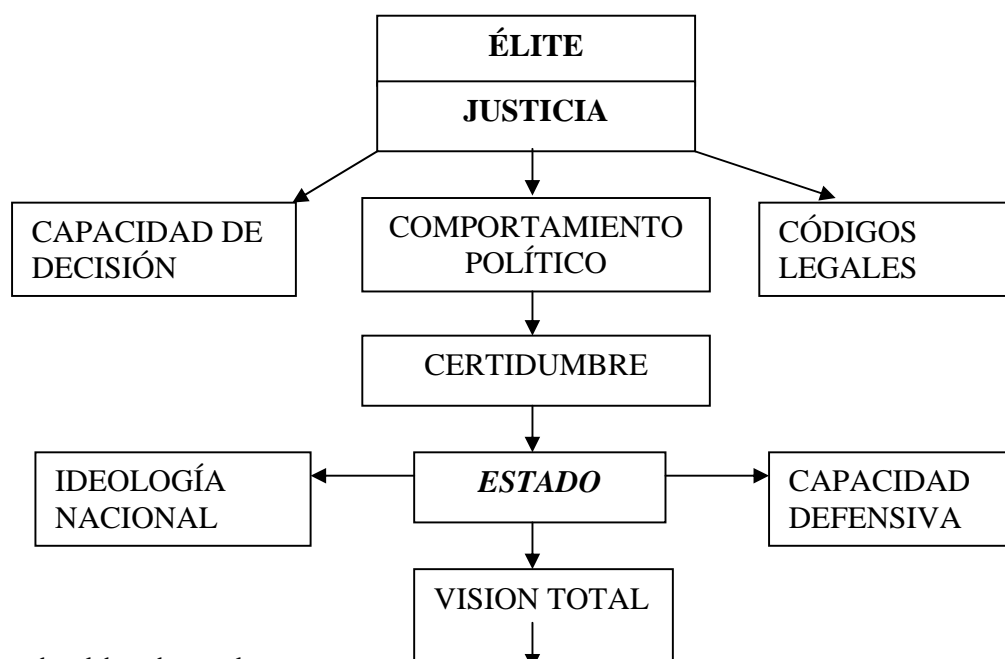 ÉLITE
JUSTICIA
CAPACIDAD DE
DECISIÓN
COMPORTAMIENTO
POLÍTICO
CÓDIGOS
LEGALES
CERTIDUMBRE
IDEOLOGÍA
NACIONAL
ESTADO
CAPACIDAD
DEFENSIVA
VISION TOTAL